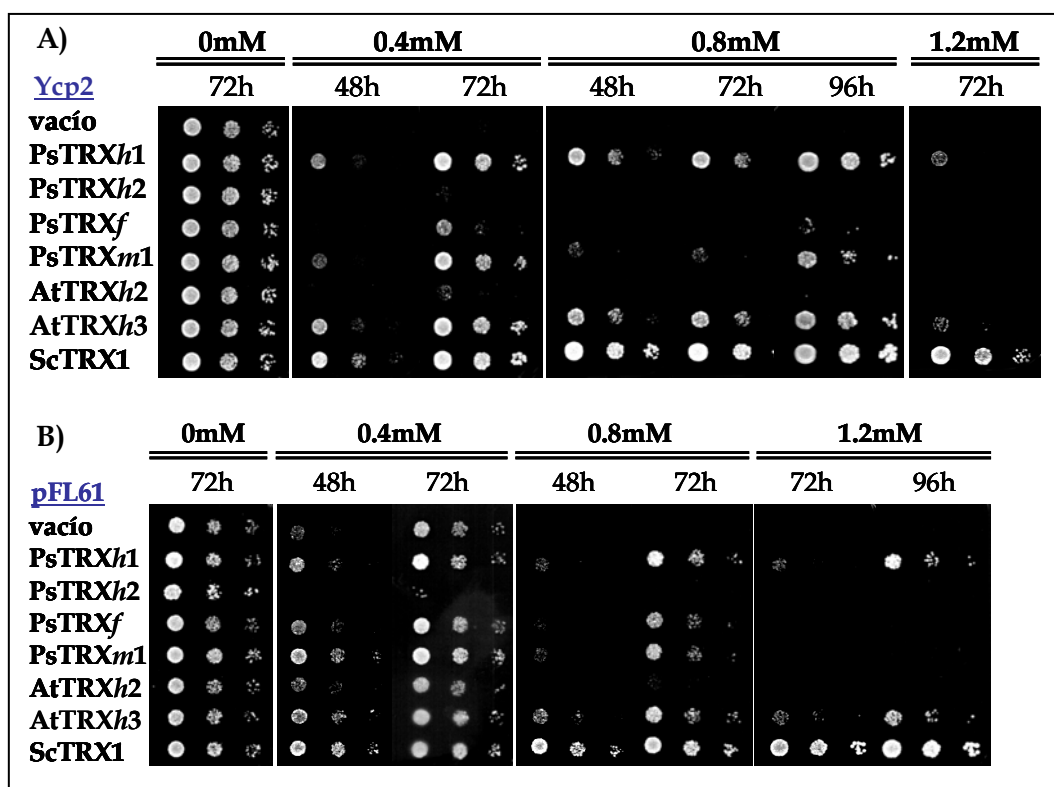 A)
0mM 0.4mM 0.8mM 1.2mM
Ycp2 72h 48h 72h 48h 72h 96h 72h
vacío
PsTRXh1
PsTRXh2
PsTRXf
PsTRXm1
AtTRXh2
AtTRXh3
ScTRX1
B)
0mM 0.4mM 0.8mM 1.2mM
pFL61 72h 48h 72h 48h 72h 72h 96h
vacío
PsTRXh1
PsTRXh2
PsTRXf
PsTRXm1
AtTRXh2
AtTRXh3
ScTRX1